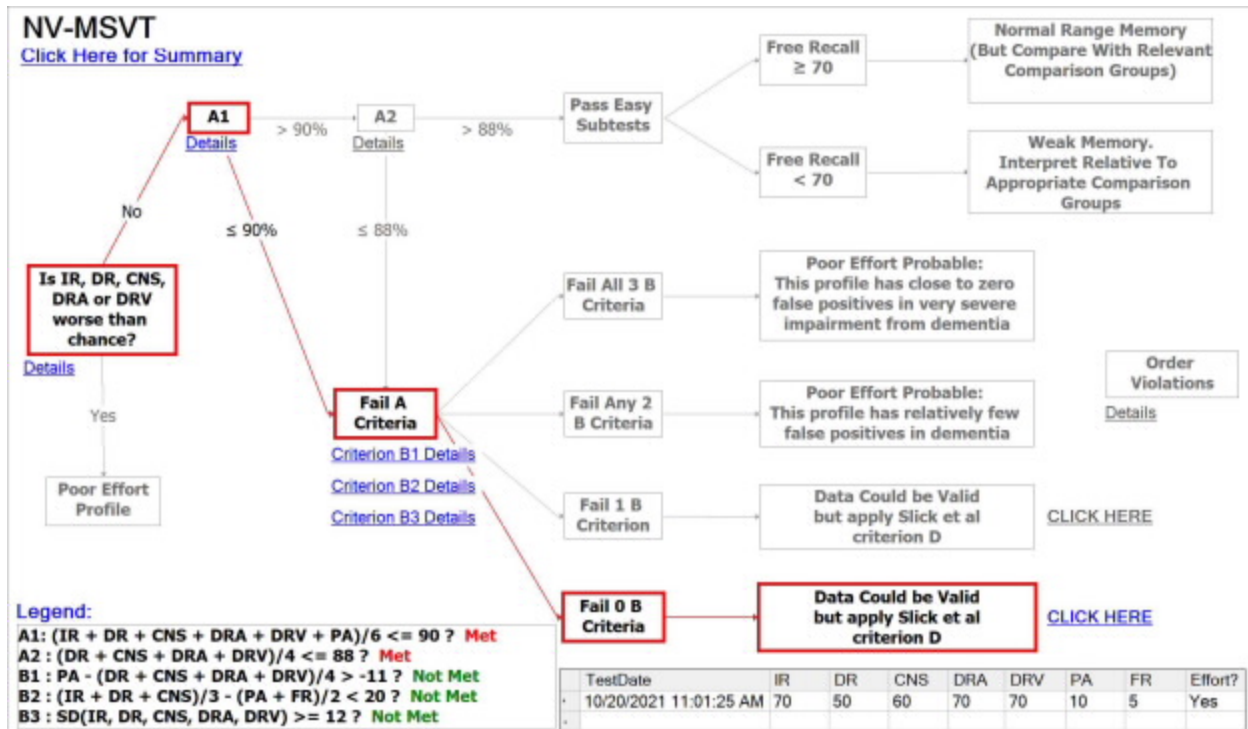 NV-MSVT
Click Here for Summary
Free Recall
≥ 70
Normal Range Memory
(But Compare With Relevant
Comparison Groups)
A1
Details
> 90%
A2
Details
> 88%
Pass Easy
Subtests
Free Recall
< 70
Weak Memory.
Interpret Relative To
Appropriate Comparison
Groups
No
≤ 90%
≤ 88%
Is IR, DR, CNS,
DRA or DRV
worse than
chance?
Details
Yes
Poor Effort
Profile
Fail A
Criteria
Criterion B1 Details
Criterion B2 Details
Criterion B3 Details
Fail All 3 B
Criteria
Poor Effort Probable:
This profile has close to zero
false positives in very severe
impairment from dementia
Fail Any 2
B Criteria
Poor Effort Probable:
This profile has relatively few
false positives in dementia
Order
Violations
Details
Fail 1 B
Criterion
Data Could be Valid
but apply Slick et al
criterion D
CLICK HERE
Fail 0 B
Criteria
Data Could be Valid
but apply Slick et al
criterion D
CLICK HERE
Legend:
A1: (IR + DR + CNS + DRA + DRV + PA)/6 <= 90 ? Met
A2 : (DR + CNS + DRA + DRV)/4 <= 88 ? Met
B1 : PA - (DR + CNS + DRA + DRV)/4 > -11 ? Not Met
B2 : (IR + DR + CNS)/3 - (PA + FR)/2 < 20 ? Not Met
B3 : SD(IR, DR, CNS, DRA, DRV) >= 12 ? Not Met
TestDate IR DR CNS DRA DRV PA FR Effort?
10/20/2021 11:01:25 AM 70 50 60 70 70 10 5 Yes